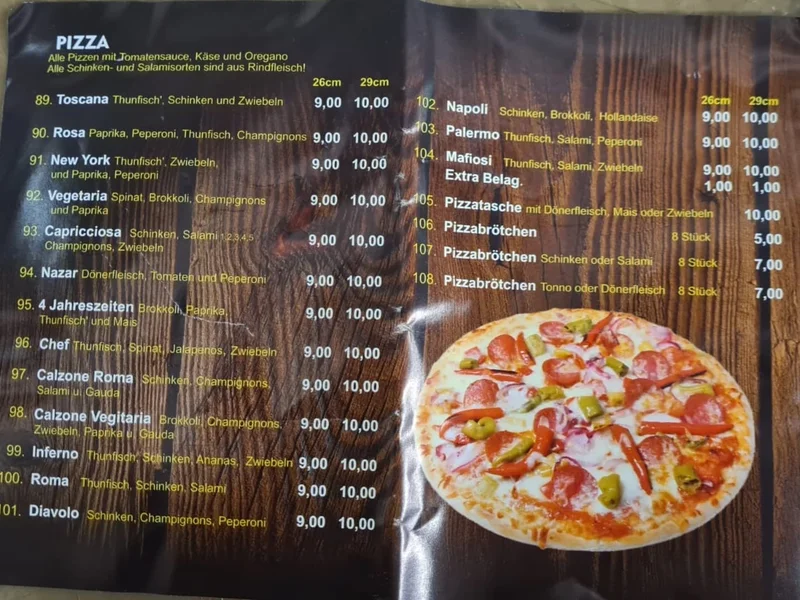 PIZZA
Alle Pizzen mit Tomatensauce, Käse und Oregano
Alle Schinken- und Salamisorten sind aus Rindfleisch!
26cm 29cm
89. Toscana Thunfisch', Schinken und Zwiebeln 9,00 10,00
90. Rosa Paprika, Peperoni, Thunfisch, Champignons 9,00 10,00
91. New York Thunfisch', Zwiebeln, 9,00 10,00
und Paprika, Peperoni
92. Vegetaria Spinat, Brokkoli, Champignons 9,00 10,00
und Paprika
93. Capricciosa Schinken, Salami 1,2,3,4,5 9,00 10,00
Champignons, Zwiebeln
94. Nazar Dönerfleisch, Tomaten und Peperoni 9,00 10,00
95. 4 Jahreszeiten Brokkoli, Paprika, 9,00 10,00
Thunfisch' und Mais
96. Chef Thunfisch, Spinat, Jalapenos, Zwiebeln 9,00 10,00
97. Calzone Roma Schinken, Champignons, 9,00 10,00
Salami u. Gauda
98. Calzone Vegitaria Brokkoli, Champignons, 9,00 10,00
Zwiebeln, Paprika u. Gauda
99. Inferno Thunfisch', Schinken, Ananas, Zwiebeln 9,00 10,00
100. Roma Thunfisch, Schinken, Salami 9,00 10,00
101. Diavolo Schinken, Champignons, Peperoni 9,00 10,00
26cm 29cm
102. Napoli Schinken, Brokkoli, Hollandaise 9,00 10,00
103. Palermo Thunfisch, Salami, Peperoni 9,00 10,00
104. Mafiosi Thunfisch, Salami, Zwiebeln 9,00 10,00
Extra Belag. 1,00 1,00
105. Pizzatasche mit Dönerfleisch, Mais oder Zwiebeln 10,00
106. Pizzabrötchen 8 Stück 5,00
107. Pizzabrötchen Schinken oder Salami 8 Stück 7,00
108. Pizzabrötchen Tonno oder Dönerfleisch 8 Stück 7,00